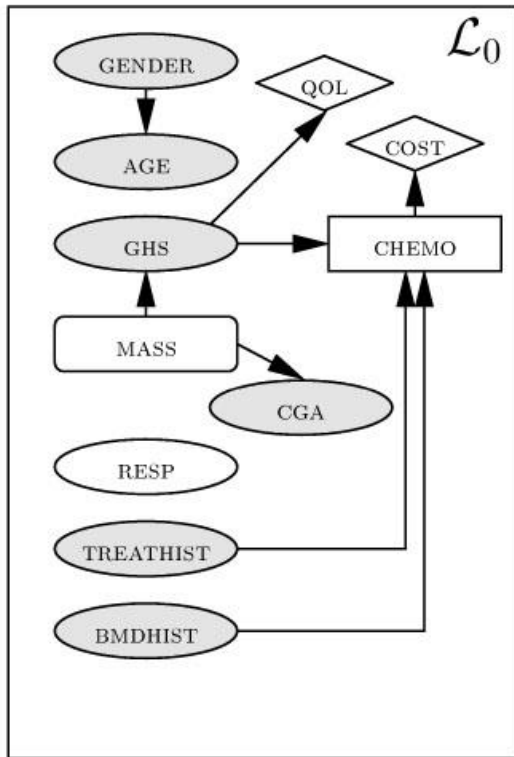 ℒ₀
GENDER
QOL
AGE
COST
GHS
CHEMO
MASS
CGA
RESP
TREATHIST
BMDHIST